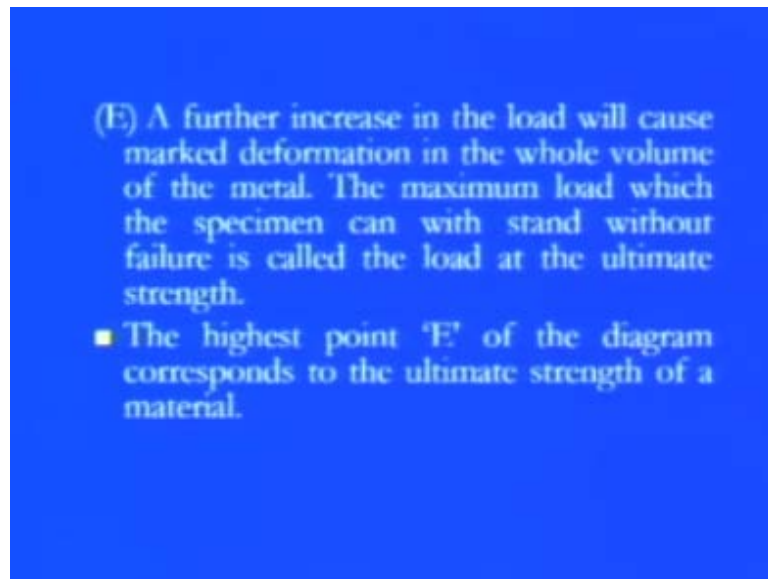 (E) A further increase in the load will cause
marked deformation in the whole volume
of the metal. The maximum load which
the specimen can with stand without
failure is called the load at the ultimate
strength.
The highest point 'E' of the diagram
corresponds to the ultimate strength of a
material.